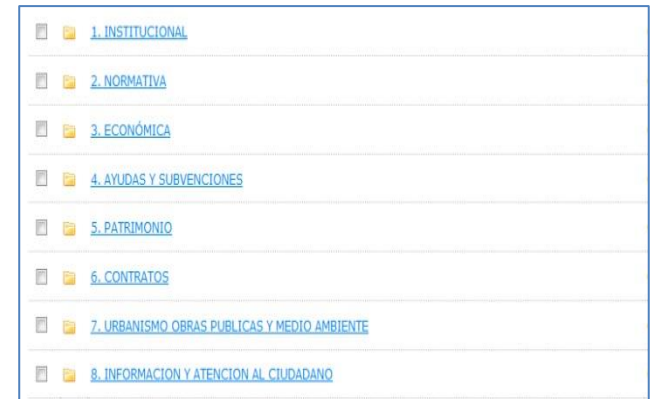 1. INSTITUCIONAL
2. NORMATIVA
3. ECONÓMICA
4. AYUDAS Y SUBVENCIONES
5. PATRIMONIO
6. CONTRATOS
7. URBANISMO OBRAS PUBLICAS Y MEDIO AMBIENTE
8. INFORMACION Y ATENCION AL CIUDADANO